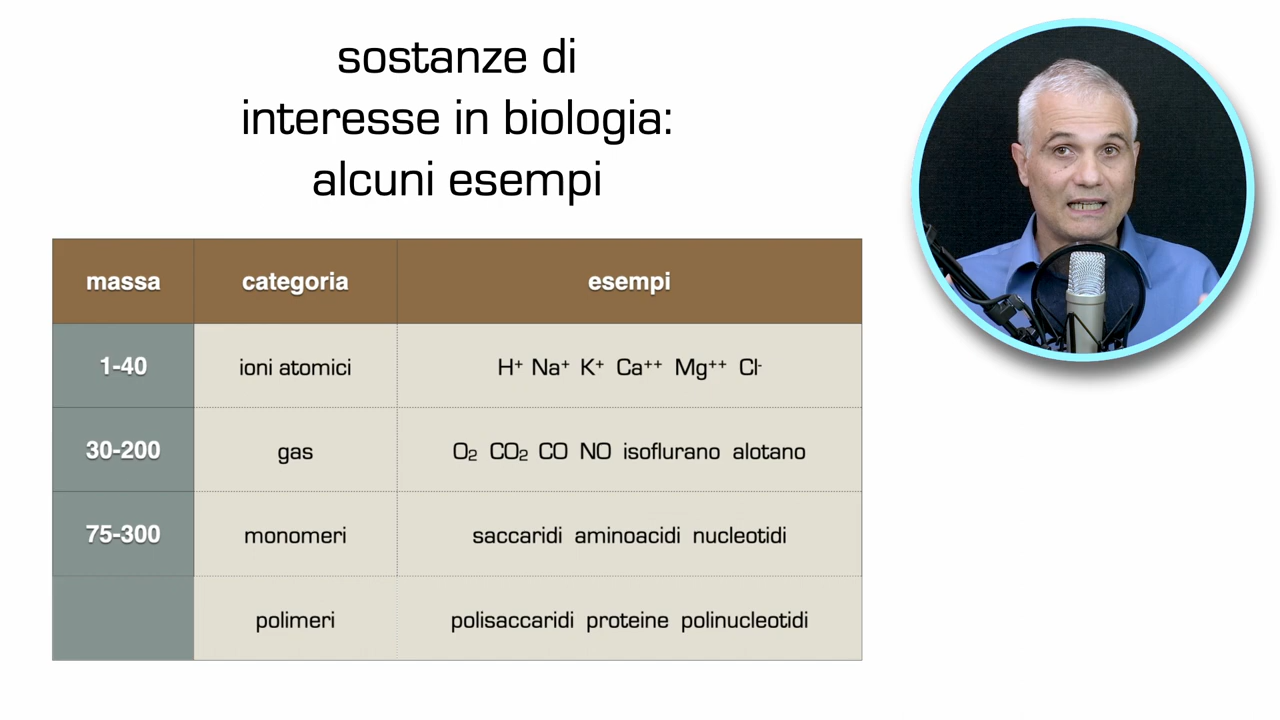 sostanze di
interesse in biologia:
alcuni esempi
massa categoria esempi
1-40 ioni atomici H⁺ Na⁺ K⁺ Ca⁺⁺ Mg⁺⁺ Cl⁻
30-200 gas O₂ CO₂ CO NO isoflurano alotano
75-300 monomeri saccaridi aminoacidi nucleotidi
polimeri polisaccaridi proteine polinucleotidi